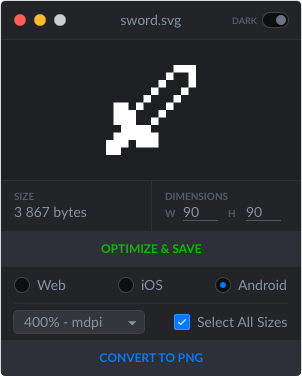 sword.svg
DARK
SIZE
3 867 bytes
DIMENSIONS
W 90 H 90
OPTIMIZE & SAVE
Web iOS Android
400% - mdpi Select All Sizes
CONVERT TO PNG